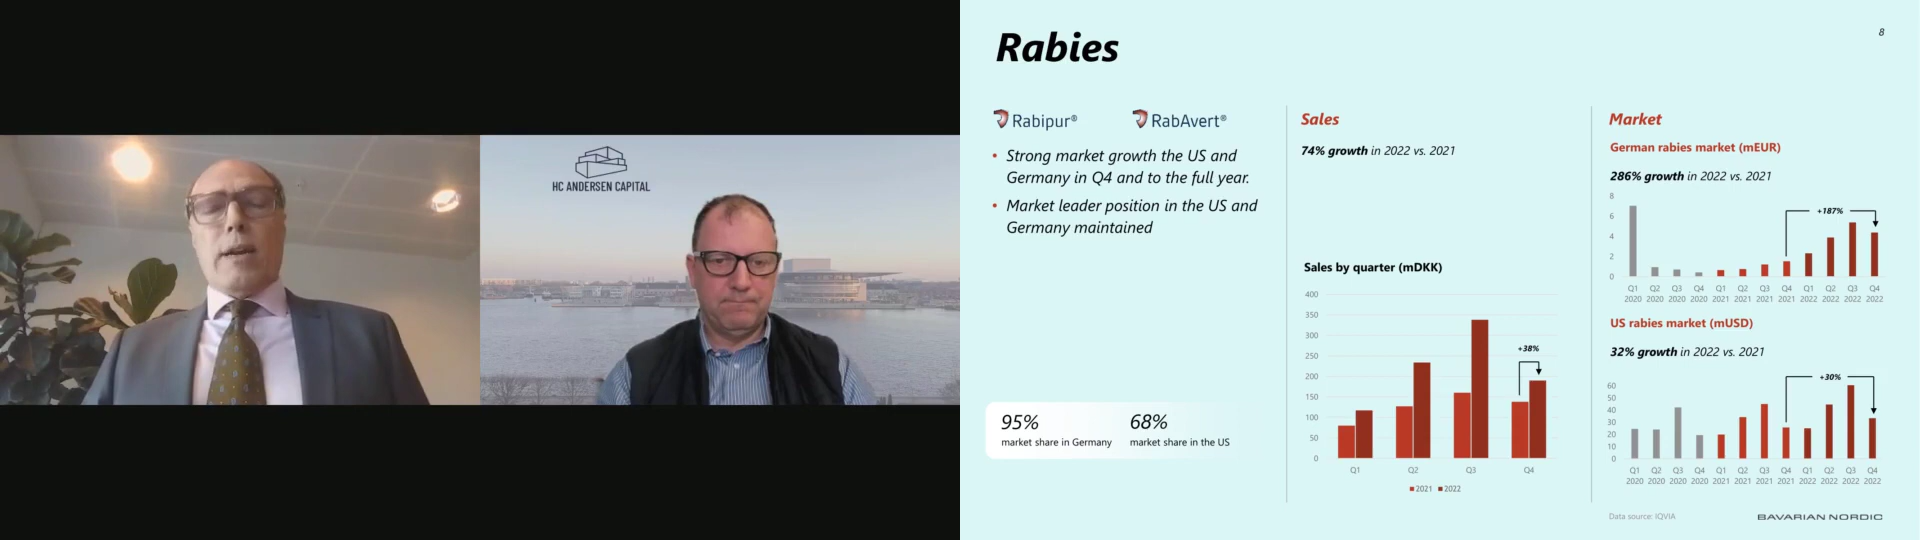 HC ANDERSEN CAPITAL
Rabies
8
Rabipur®
RabAvert®
• Strong market growth the US and
Germany in Q4 and to the full year.
• Market leader position in the US and
Germany maintained
95%
market share in Germany
68%
market share in the US
Sales
74% growth in 2022 vs. 2021
Sales by quarter (mDKK)
400
350
300
250
200
150
100
50
0
+38%
Q1 Q2 Q3 Q4
2021 2022
Market
German rabies market (mEUR)
286% growth in 2022 vs. 2021
8
6
4
2
0
+187%
Q1 Q2 Q3 Q4 Q1 Q2 Q3 Q4 Q1 Q2 Q3 Q4
2020 2020 2020 2020 2021 2021 2021 2021 2022 2022 2022 2022
US rabies market (mUSD)
32% growth in 2022 vs. 2021
60
50
40
30
20
10
0
+30%
Q1 Q2 Q3 Q4 Q1 Q2 Q3 Q4 Q1 Q2 Q3 Q4
2020 2020 2020 2020 2021 2021 2021 2021 2022 2022 2022 2022
Data source: IQVIA
BAVARIAN NORDIC